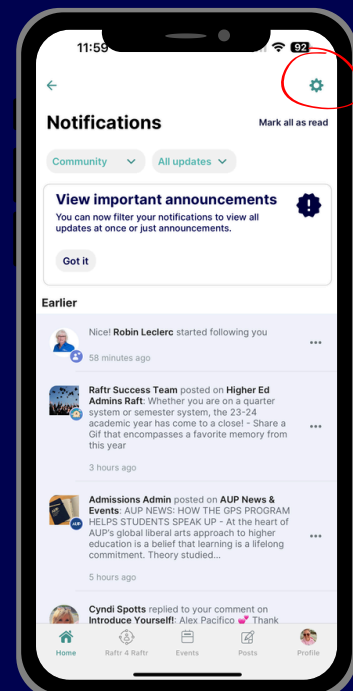 11:59
92
Notifications
Mark all as read
Community
All updates
View important announcements
You can now filter your notifications to view all
updates at once or just announcements.
Got it
Earlier
Nice! Robin Leclerc started following you
58 minutes ago
Raftr Success Team posted on Higher Ed
Admins Raft: Whether you are on a quarter
system or semester system, the 23-24
academic year has come to a close! - Share a
Gif that encompasses a favorite memory from
this year
3 hours ago
Admissions Admin posted on AUP News &
Events: AUP NEWS: HOW THE GPS PROGRAM
HELPS STUDENTS SPEAK UP - At the heart of
AUP's global liberal arts approach to higher
education is a belief that learning is a lifelong
commitment. Theory studied...
AUP
5 hours ago
Cyndi Spotts replied to your comment on
Introduce Yourself!: Alex Pacifico 💕 Thank
Home
Raftr 4 Raftr
Events
Posts
Profile